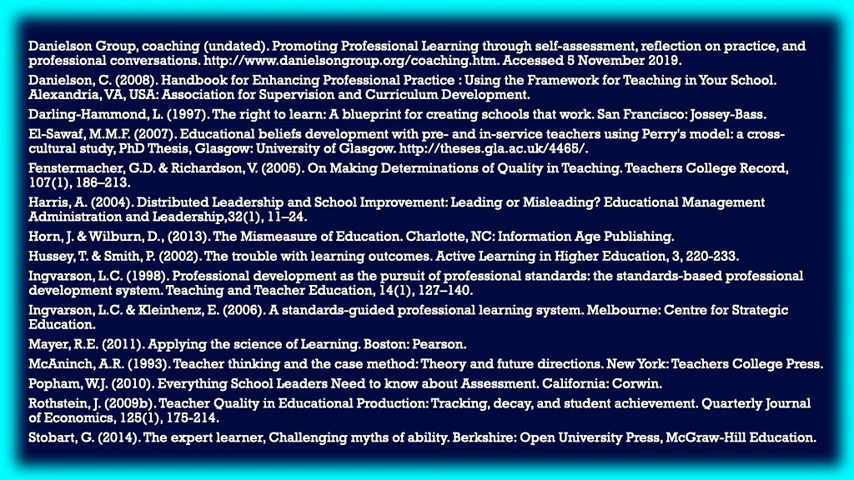 Danielson Group, coaching (undated). Promoting Professional Learning through self-assessment, reflection on practice, and
professional conversations. http://www.danielsongroup.org/coaching.htm. Accessed 5 November 2019.
Danielson, C. (2008). Handbook for Enhancing Professional Practice : Using the Framework for Teaching in Your School.
Alexandria, VA, USA: Association for Supervision and Curriculum Development.
Darling-Hammond, L. (1997). The right to learn: A blueprint for creating schools that work. San Francisco: Jossey-Bass.
El-Sawaf, M.M.F. (2007). Educational beliefs development with pre- and in-service teachers using Perry's model: a cross-
cultural study, PhD Thesis, Glasgow: University of Glasgow. http://theses.gla.ac.uk/4465/.
Fenstermacher, G.D. & Richardson, V. (2005). On Making Determinations of Quality in Teaching. Teachers College Record,
107(1), 186–213.
Harris, A. (2004). Distributed Leadership and School Improvement: Leading or Misleading? Educational Management
Administration and Leadership,32(1), 11–24.
Horn, J. & Wilburn, D., (2013). The Mismeasure of Education. Charlotte, NC: Information Age Publishing.
Hussey, T. & Smith, P. (2002). The trouble with learning outcomes. Active Learning in Higher Education, 3, 220-233.
Ingvarson, L.C. (1998). Professional development as the pursuit of professional standards: the standards-based professional
development system. Teaching and Teacher Education, 14(1), 127–140.
Ingvarson, L.C. & Kleinhenz, E. (2006). A standards-guided professional learning system. Melbourne: Centre for Strategic
Education.
Mayer, R.E. (2011). Applying the science of Learning. Boston: Pearson.
McAninch, A.R. (1993). Teacher thinking and the case method: Theory and future directions. New York: Teachers College Press.
Popham, W.J. (2010). Everything School Leaders Need to know about Assessment. California: Corwin.
Rothstein, J. (2009b). Teacher Quality in Educational Production: Tracking, decay, and student achievement. Quarterly Journal
of Economics, 125(1), 175-214.
Stobart, G. (2014). The expert learner, Challenging myths of ability. Berkshire: Open University Press, McGraw-Hill Education.